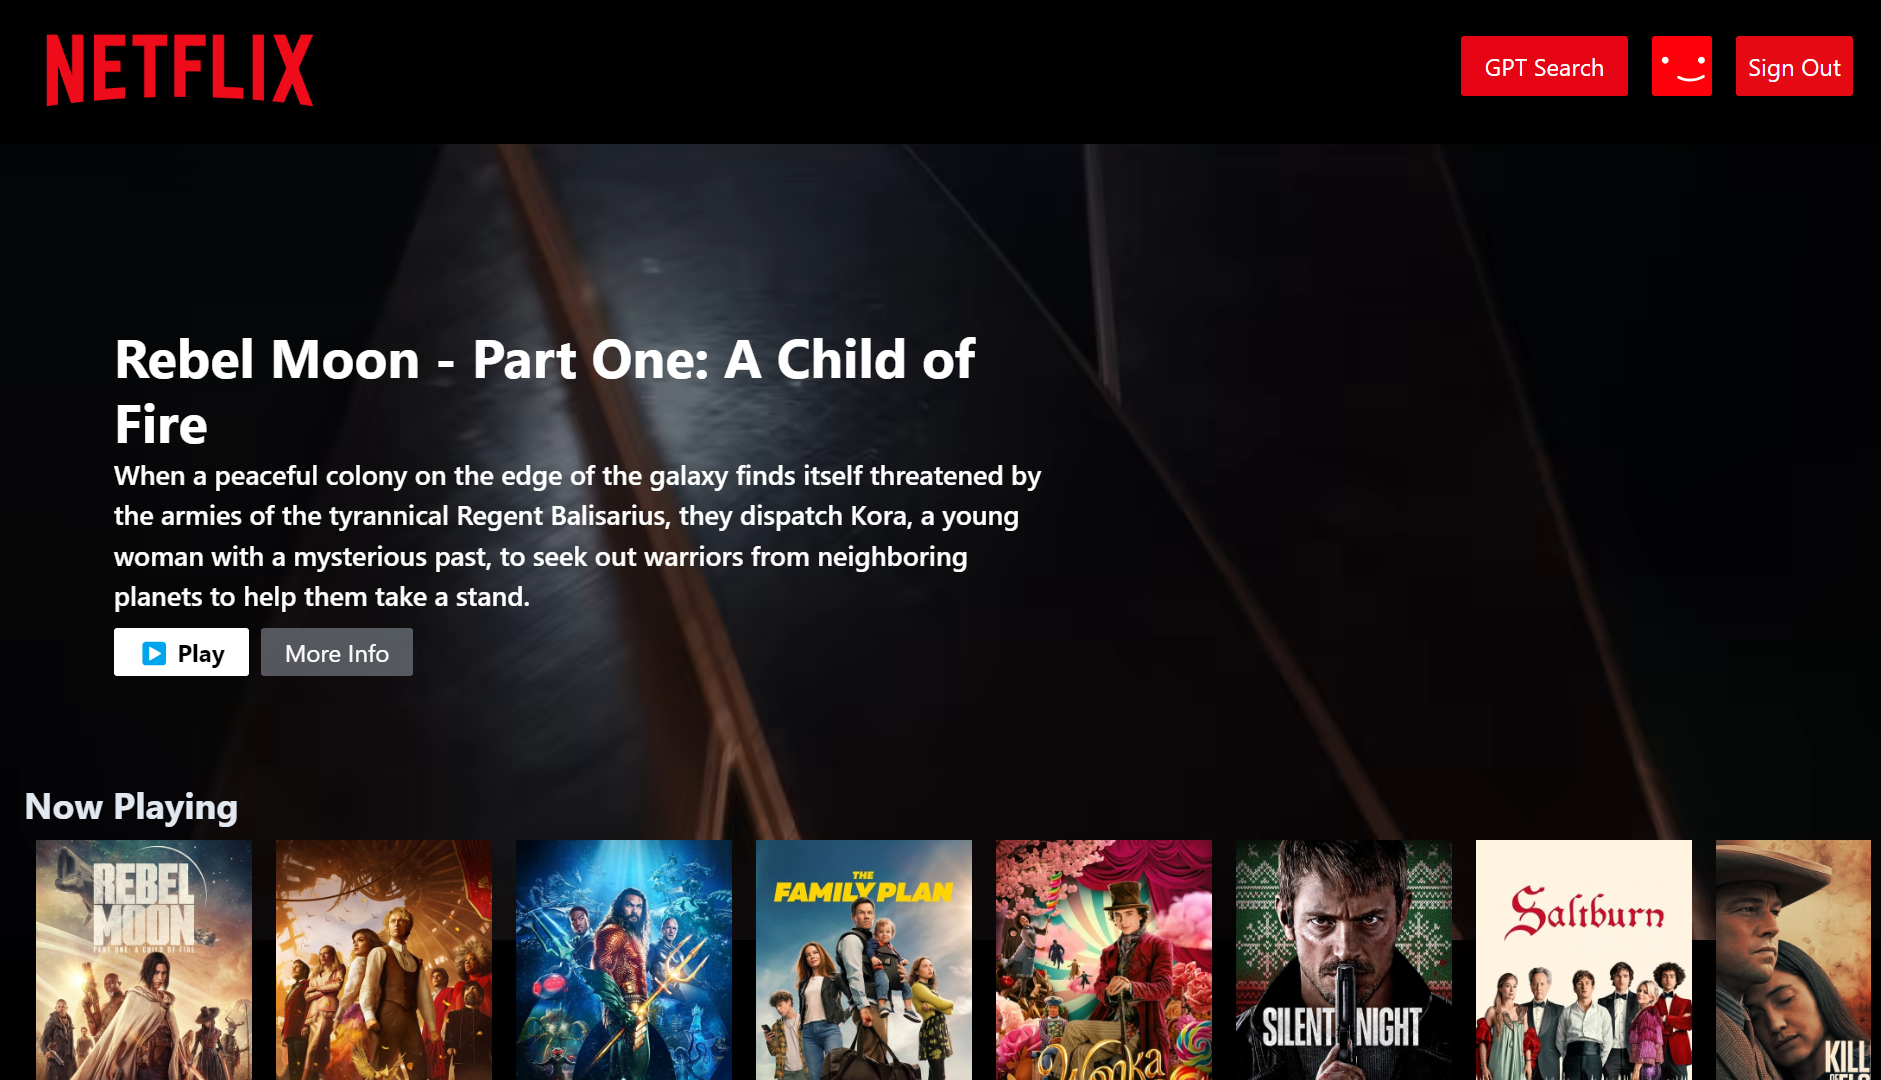 NETFLIX
GPT Search
Sign Out
Rebel Moon - Part One: A Child of
Fire
When a peaceful colony on the edge of the galaxy finds itself threatened by
the armies of the tyrannical Regent Balisarius, they dispatch Kora, a young
woman with a mysterious past, to seek out warriors from neighboring
planets to help them take a stand.
Play
More Info
Now Playing
REBEL
MOON
PART ONE: A CHILD OF FIRE
THE
FAMILY PLAN
Wonka
SILENT NIGHT
Saltburn
KILL